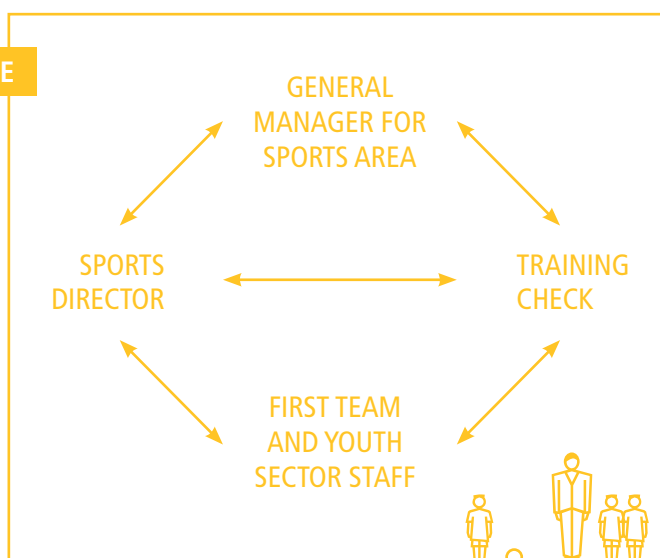 E
GENERAL
MANAGER FOR
SPORTS AREA
SPORTS
DIRECTOR
TRAINING
CHECK
FIRST TEAM
AND YOUTH
SECTOR STAFF